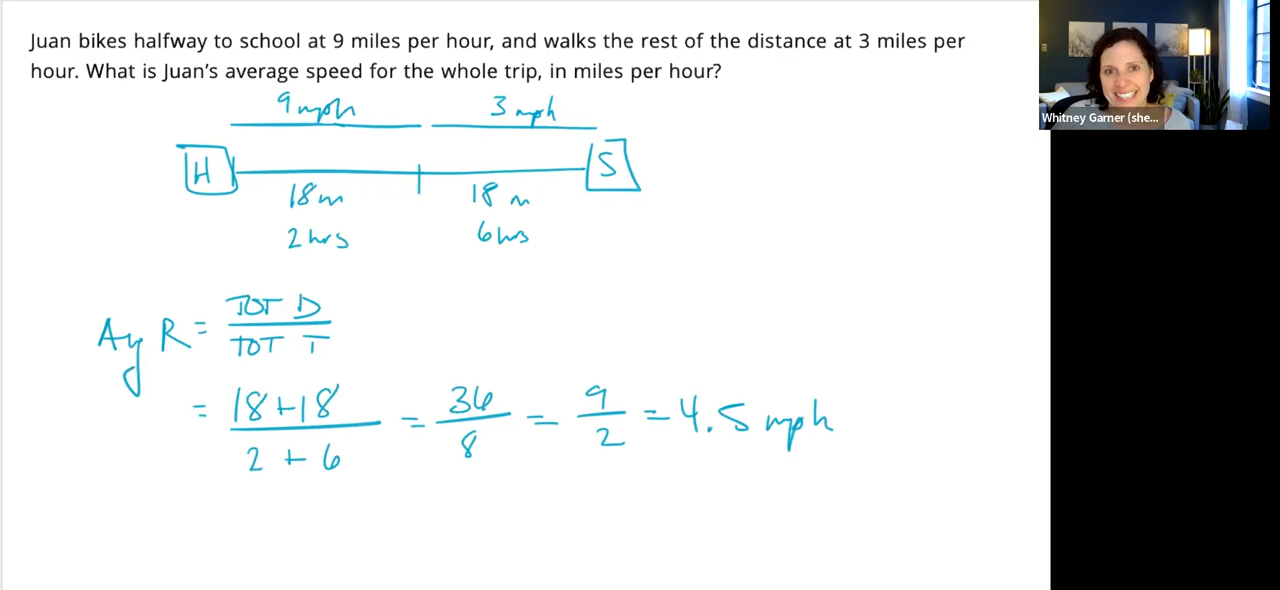 Juan bikes halfway to school at 9 miles per hour, and walks the rest of the distance at 3 miles per
hour. What is Juan's average speed for the whole trip, in miles per hour?
Whitney Garner (she...
9 mph 3 mph
H S
18m 18 m
2 hrs 6 hrs
Avg R = TOT D / TOT T
= 18+18 / 2 + 6 = 36 / 8 = 9 / 2 = 4.5 mph